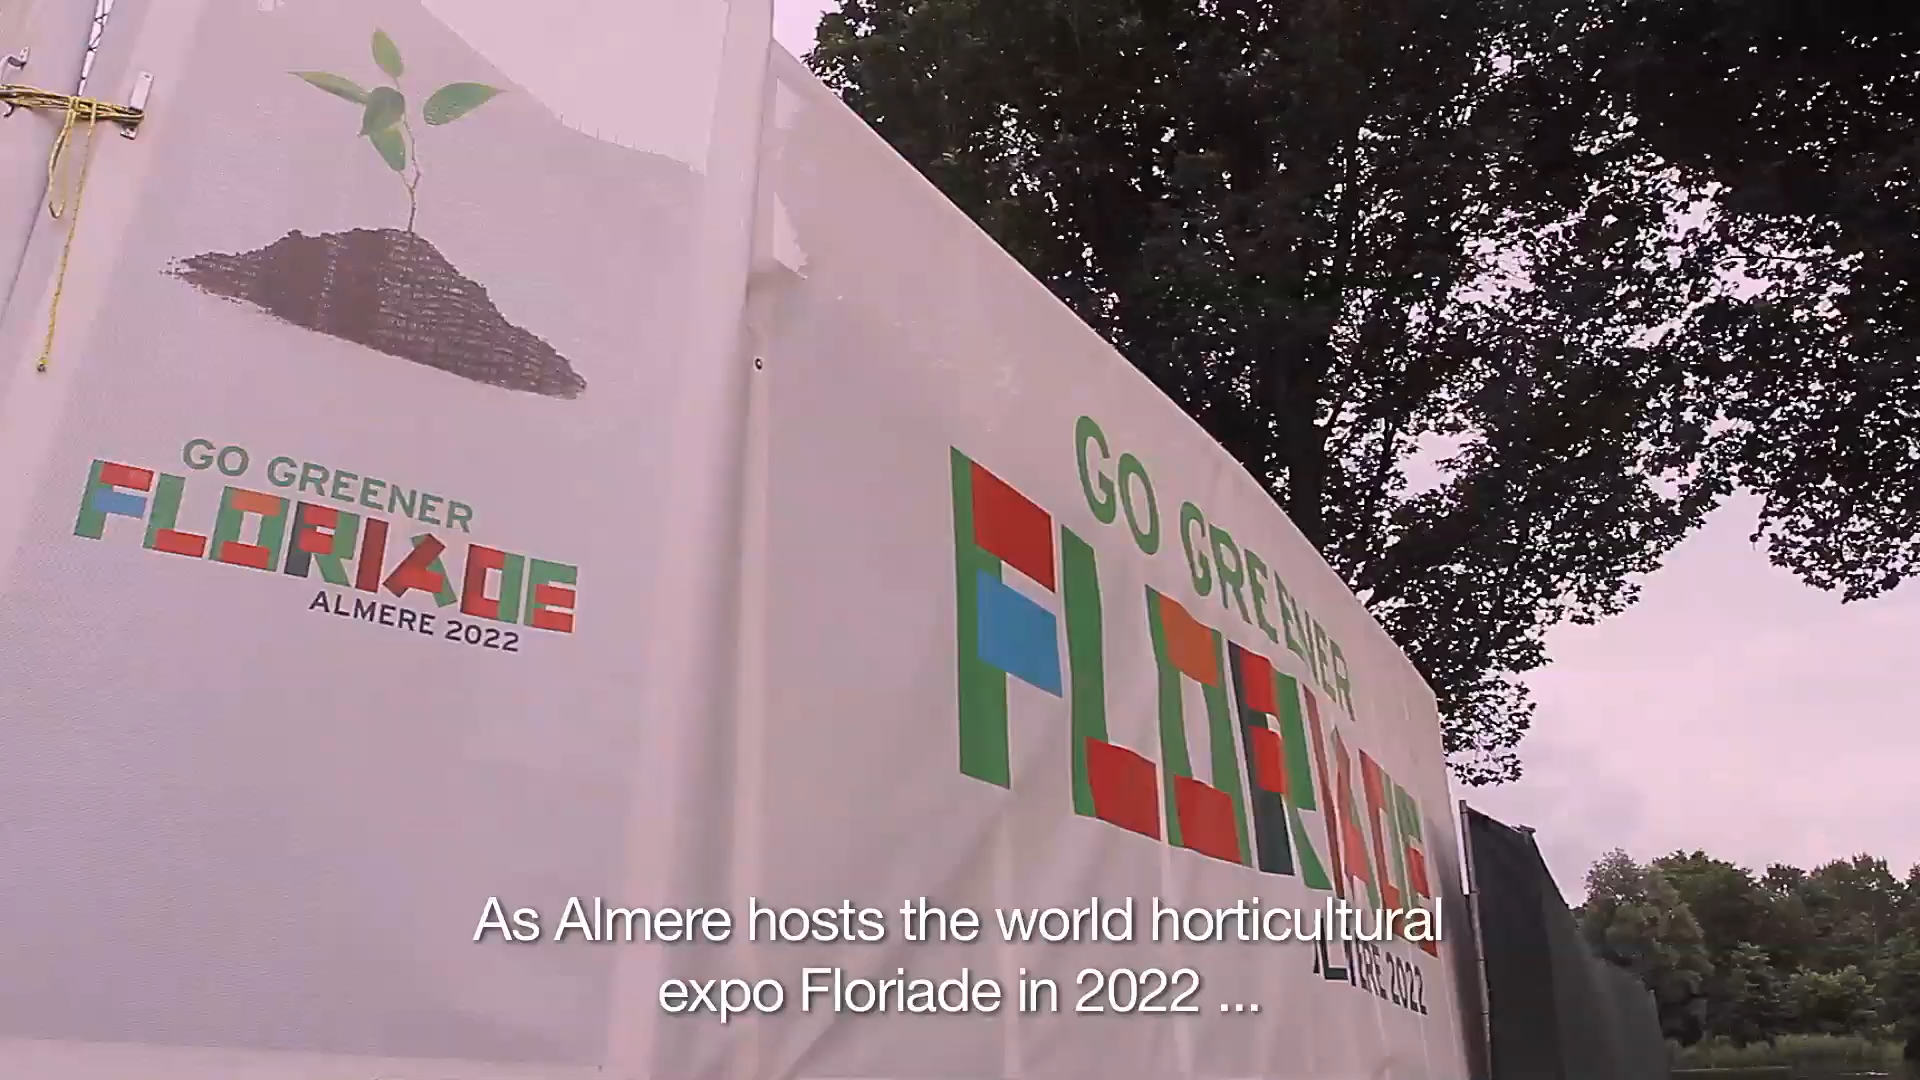 GO GREENER
FLORIADE
ALMERE 2022
GO GREENER
FLORIADE
ALMERE 2022
As Almere hosts the world horticultural
expo Floriade in 2022 ...